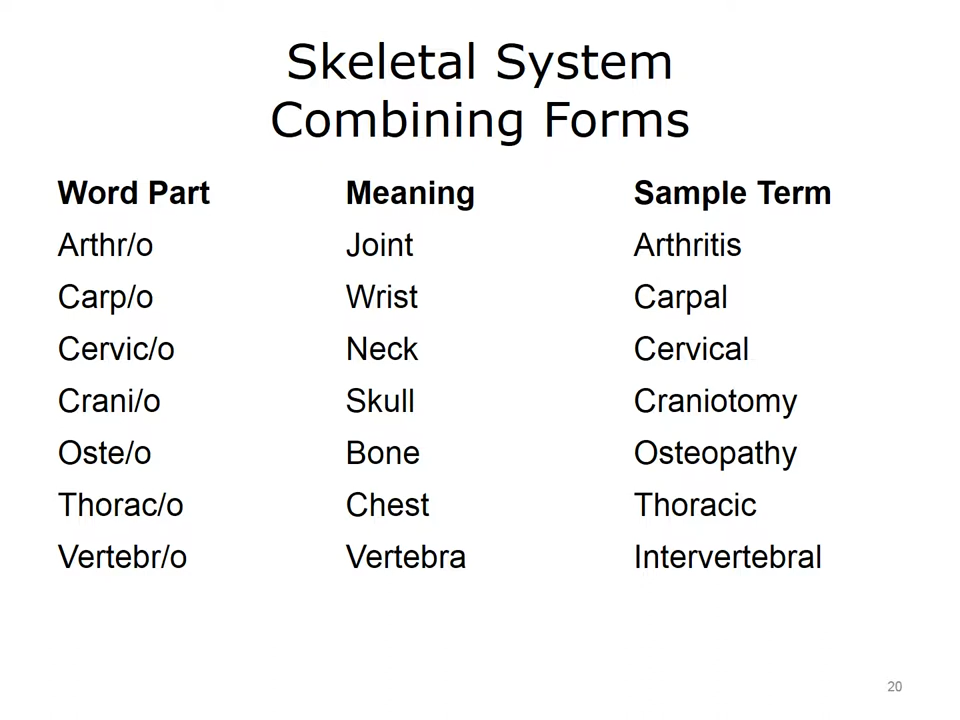 Skeletal System
Combining Forms
Word Part Meaning Sample Term
Arthr/o Joint Arthritis
Carp/o Wrist Carpal
Cervic/o Neck Cervical
Crani/o Skull Craniotomy
Oste/o Bone Osteopathy
Thorac/o Chest Thoracic
Vertebr/o Vertebra Intervertebral
20